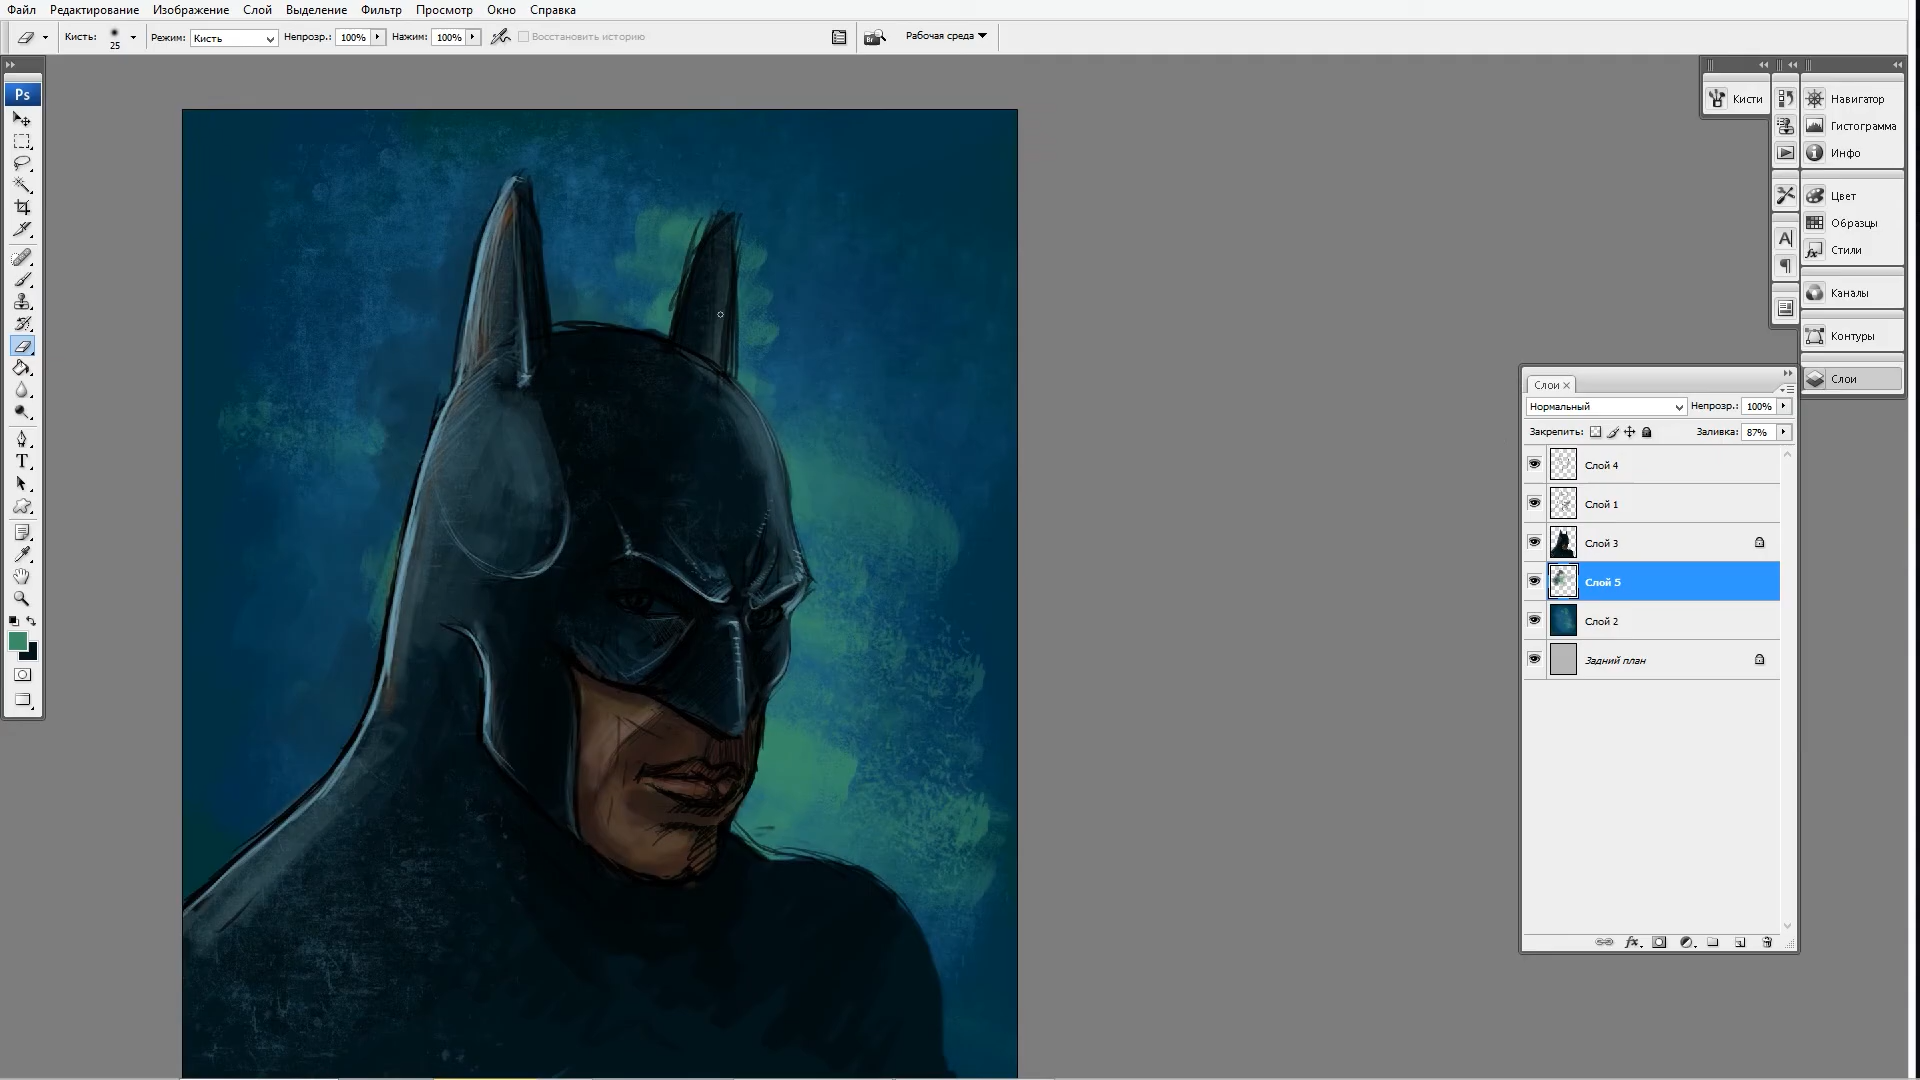 Файл Редактирование Изображение Слой Выделение Фильтр Просмотр Окно Справка
Кисть: 25 Режим: Кисть Непрозр.: 100% Нажим: 100% Восстановить историю Br Рабочая среда
Ps
Кисти
Навигатор
Гистограмма
Инфо
Цвет
Образцы
Стили
Каналы
Контуры
Слои
Слои
Нормальный Непрозр.: 100%
Закрепить: Заливка: 87%
Слой 4
Слой 1
Слой 3
Слой 5
Слой 2
Задний план